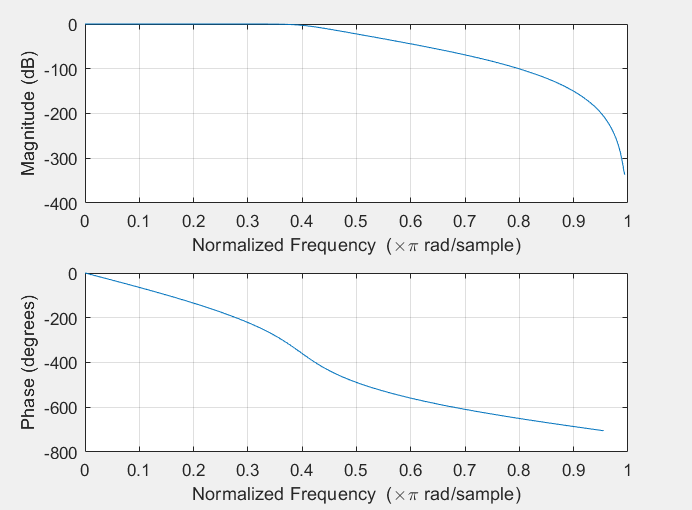 0
-100
-200
-300
-400
Magnitude (dB)
0 0.1 0.2 0.3 0.4 0.5 0.6 0.7 0.8 0.9 1
Normalized Frequency (×π rad/sample)
0
-200
-400
-600
-800
Phase (degrees)
0 0.1 0.2 0.3 0.4 0.5 0.6 0.7 0.8 0.9 1
Normalized Frequency (×π rad/sample)